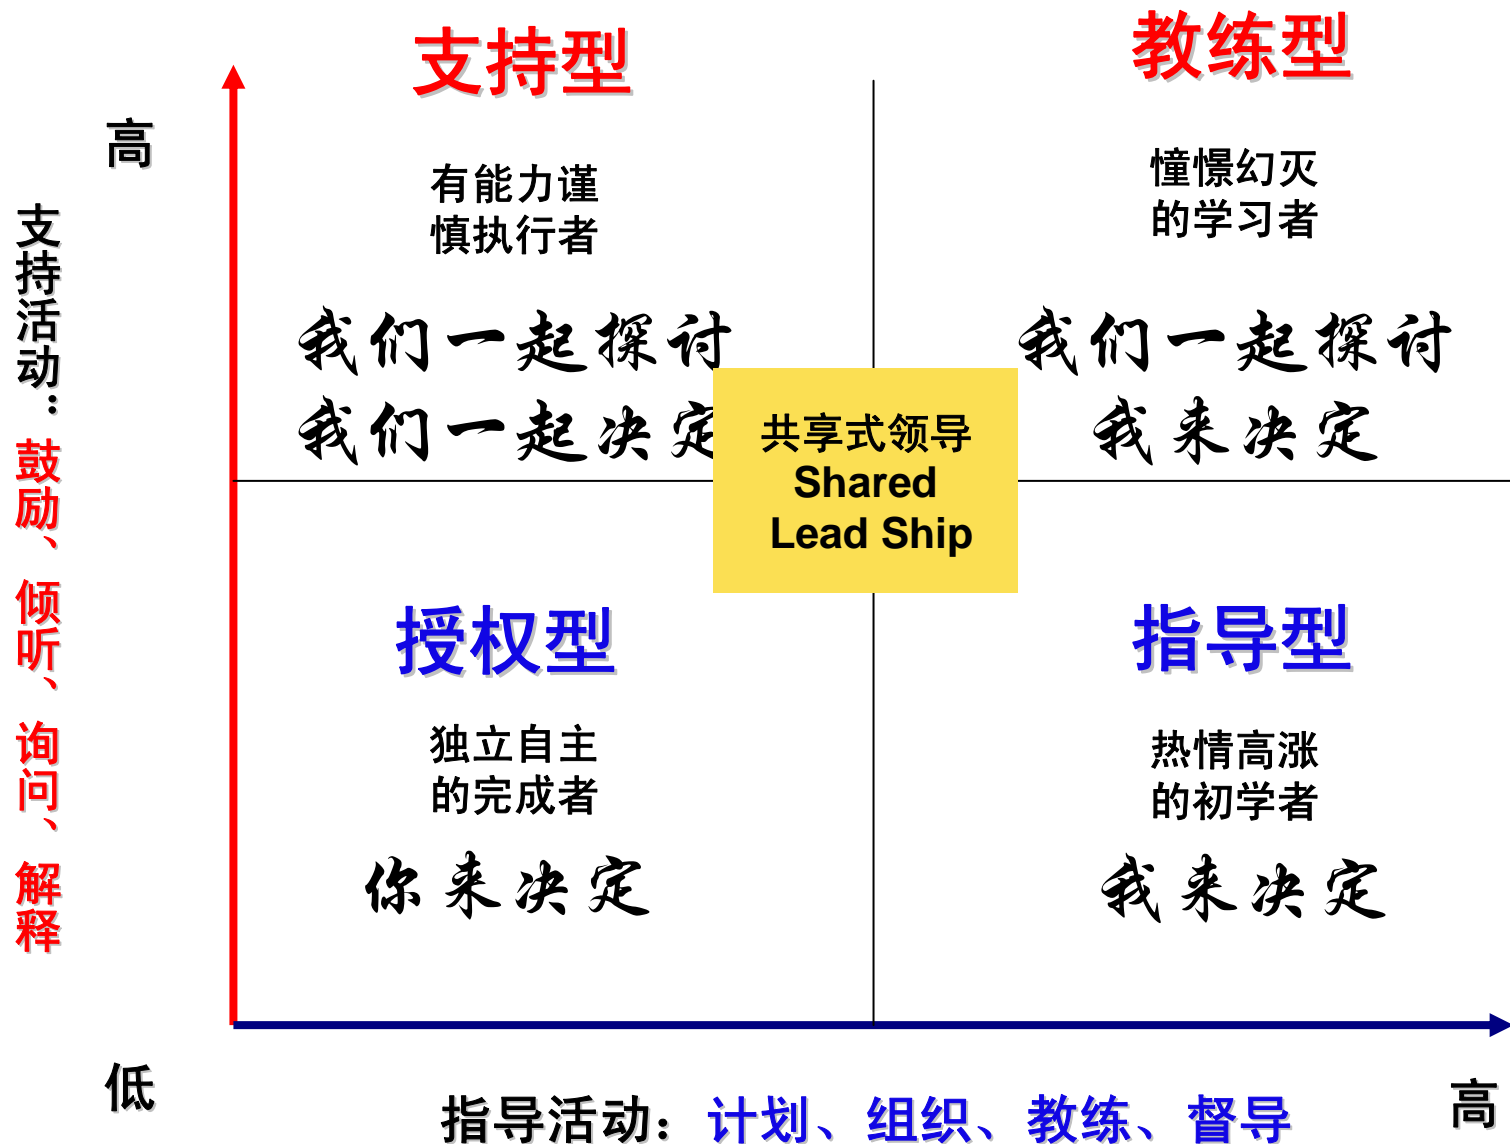 支持型
教练型
高
有能力谨
慎执行者
憧憬幻灭
的学习者
支持活动：鼓励、倾听、询问、解释
我们一起探讨
我们一起决定
我们一起探讨
我来决定
共享式领导
Shared
Lead Ship
授权型
指导型
独立自主
的完成者
热情高涨
的初学者
你来决定
我来决定
低
高
指导活动：计划、组织、教练、督导